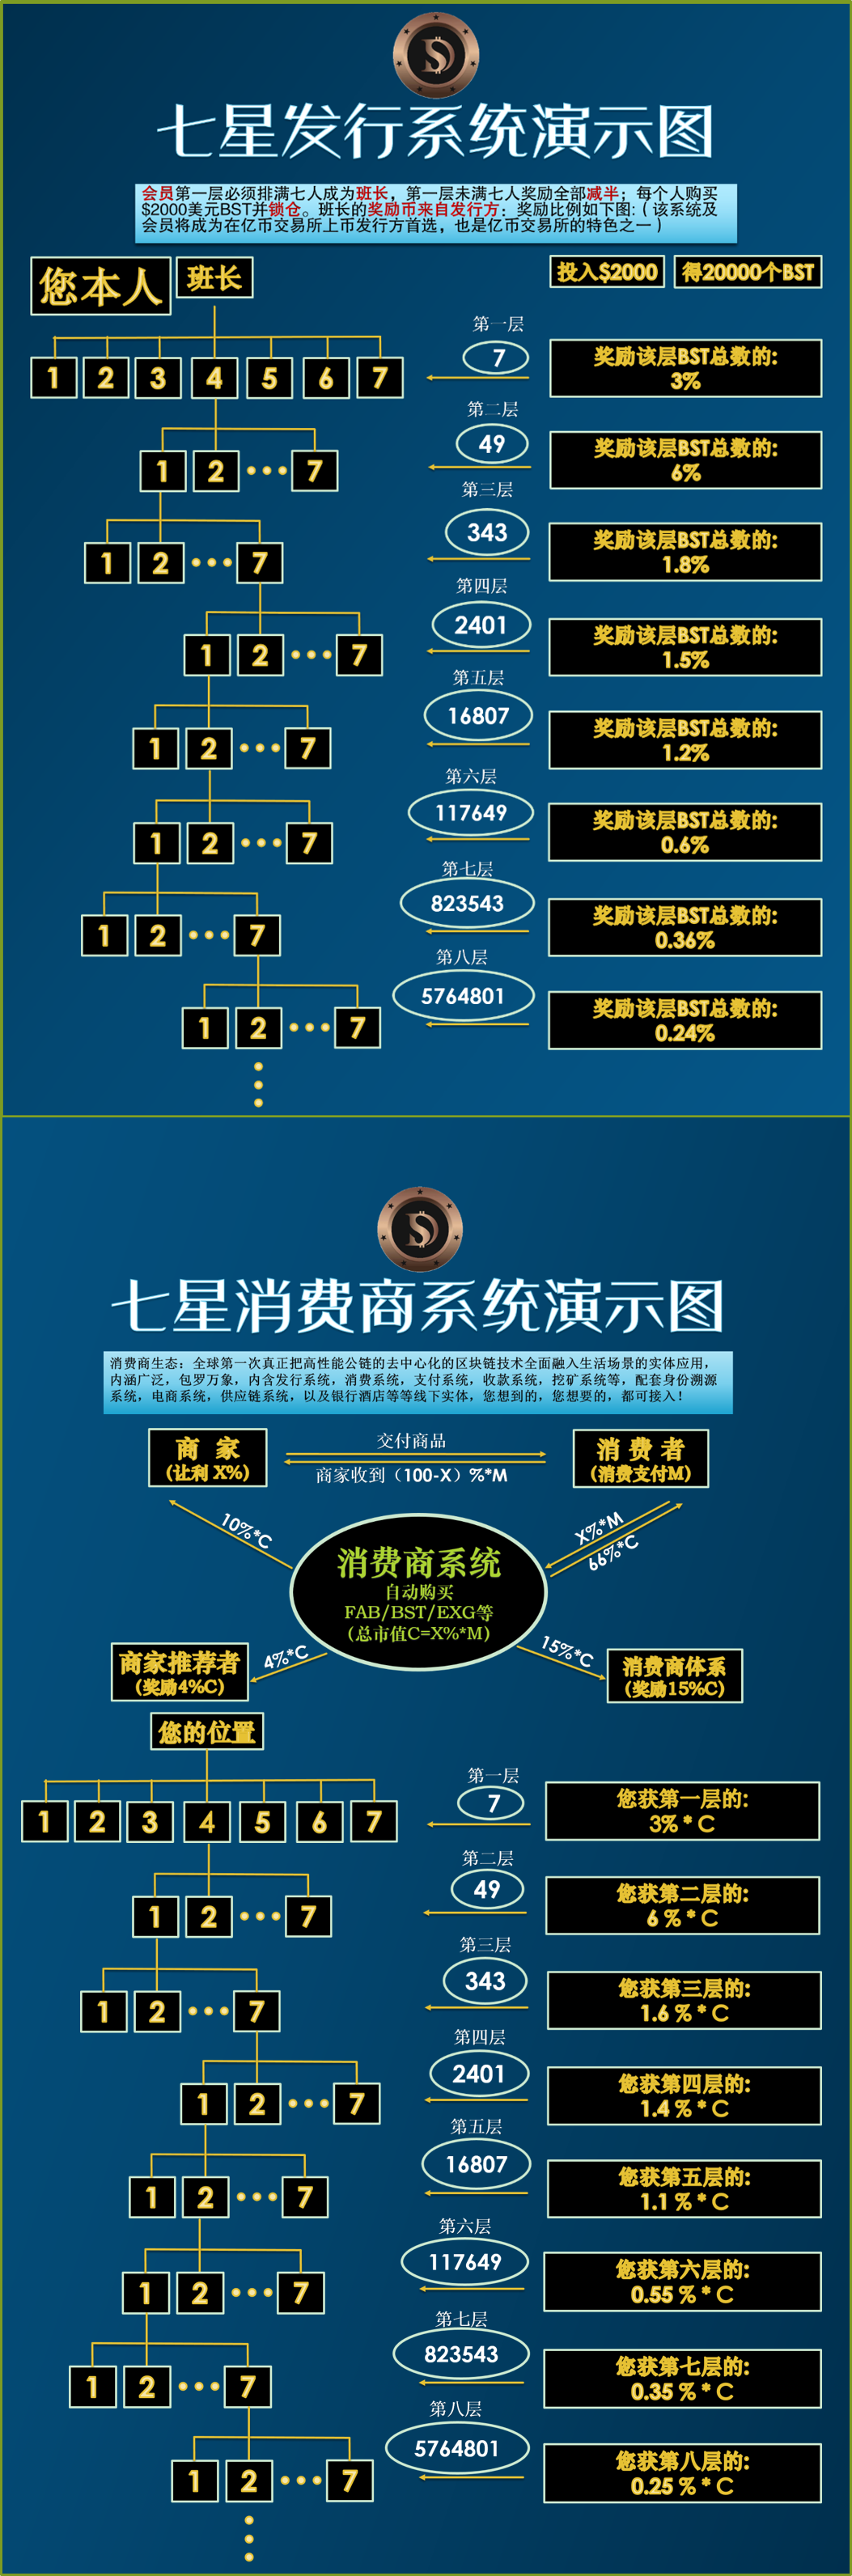 七星发行系统演示图
会员第一层必须排满七人成为班长，第一层未满七人奖励全部减半；每个人购买
$2000美元BST并锁仓。班长的奖励币来自发行方：奖励比例如下图:（该系统及
会员将成为在亿币交易所上币发行方首选，也是亿币交易所的特色之一）
您本人 班长 投入$2000 得20000个BST
第一层
1 2 3 4 5 6 7 7 奖励该层BST总数的:
3%
第二层
1 2 7 49 奖励该层BST总数的:
6%
第三层
1 2 7 343 奖励该层BST总数的:
1.8%
第四层
1 2 7 2401 奖励该层BST总数的:
1.5%
第五层
1 2 7 16807 奖励该层BST总数的:
1.2%
第六层
1 2 7 117649 奖励该层BST总数的:
0.6%
第七层
1 2 7 823543 奖励该层BST总数的:
0.36%
第八层
1 2 7 5764801 奖励该层BST总数的:
0.24%
七星消费商系统演示图
消费商生态：全球第一次真正把高性能公链的去中心化的区块链技术全面融入生活场景的实体应用，
内涵广泛，包罗万象，内含发行系统，消费系统，支付系统，收款系统，挖矿系统等，配套身份溯源
系统，电商系统，供应链系统，以及银行酒店等等线下实体，您想到的，您想要的，都可接入！
商 家
(让利 X%)
交付商品
商家收到（100-X）%*M
消 费 者
(消费支付M)
10%*C
X%*M
66%*C
消费商系统
自动购买
FAB/BST/EXG等
(总市值C=X%*M)
4%*C
15%*C
商家推荐者
(奖励4%C)
消费商体系
(奖励15%C)
您的位置
第一层
1 2 3 4 5 6 7 7 您获第一层的:
3% * C
第二层
1 2 7 49 您获第二层的:
6 % * C
第三层
1 2 7 343 您获第三层的:
1.6 % * C
第四层
1 2 7 2401 您获第四层的:
1.4 % * C
第五层
1 2 7 16807 您获第五层的:
1.1 % * C
第六层
1 2 7 117649 您获第六层的:
0.55 % * C
第七层
1 2 7 823543 您获第七层的:
0.35 % * C
第八层
1 2 7 5764801 您获第八层的:
0.25 % * C